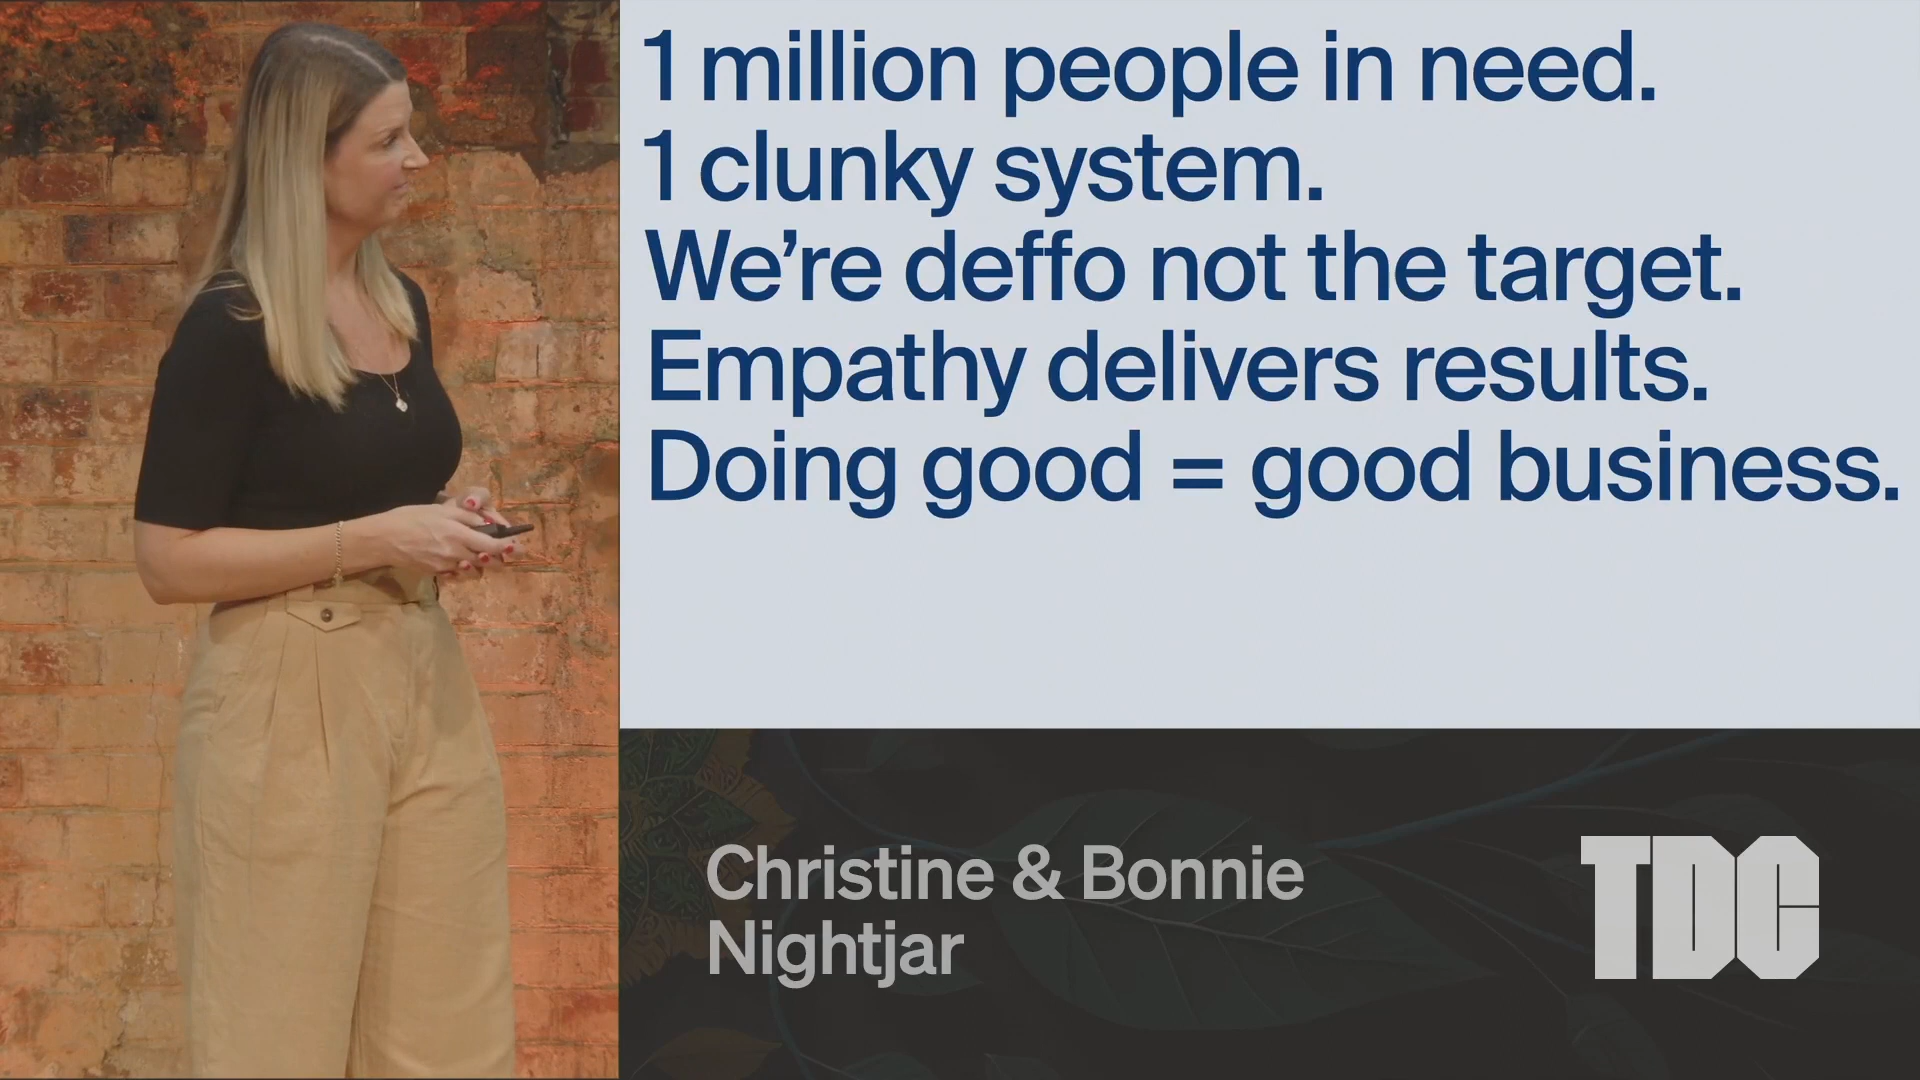 1 million people in need.
1 clunky system.
We’re deffo not the target.
Empathy delivers results.
Doing good = good business.
Christine & Bonnie
Nightjar
TDC